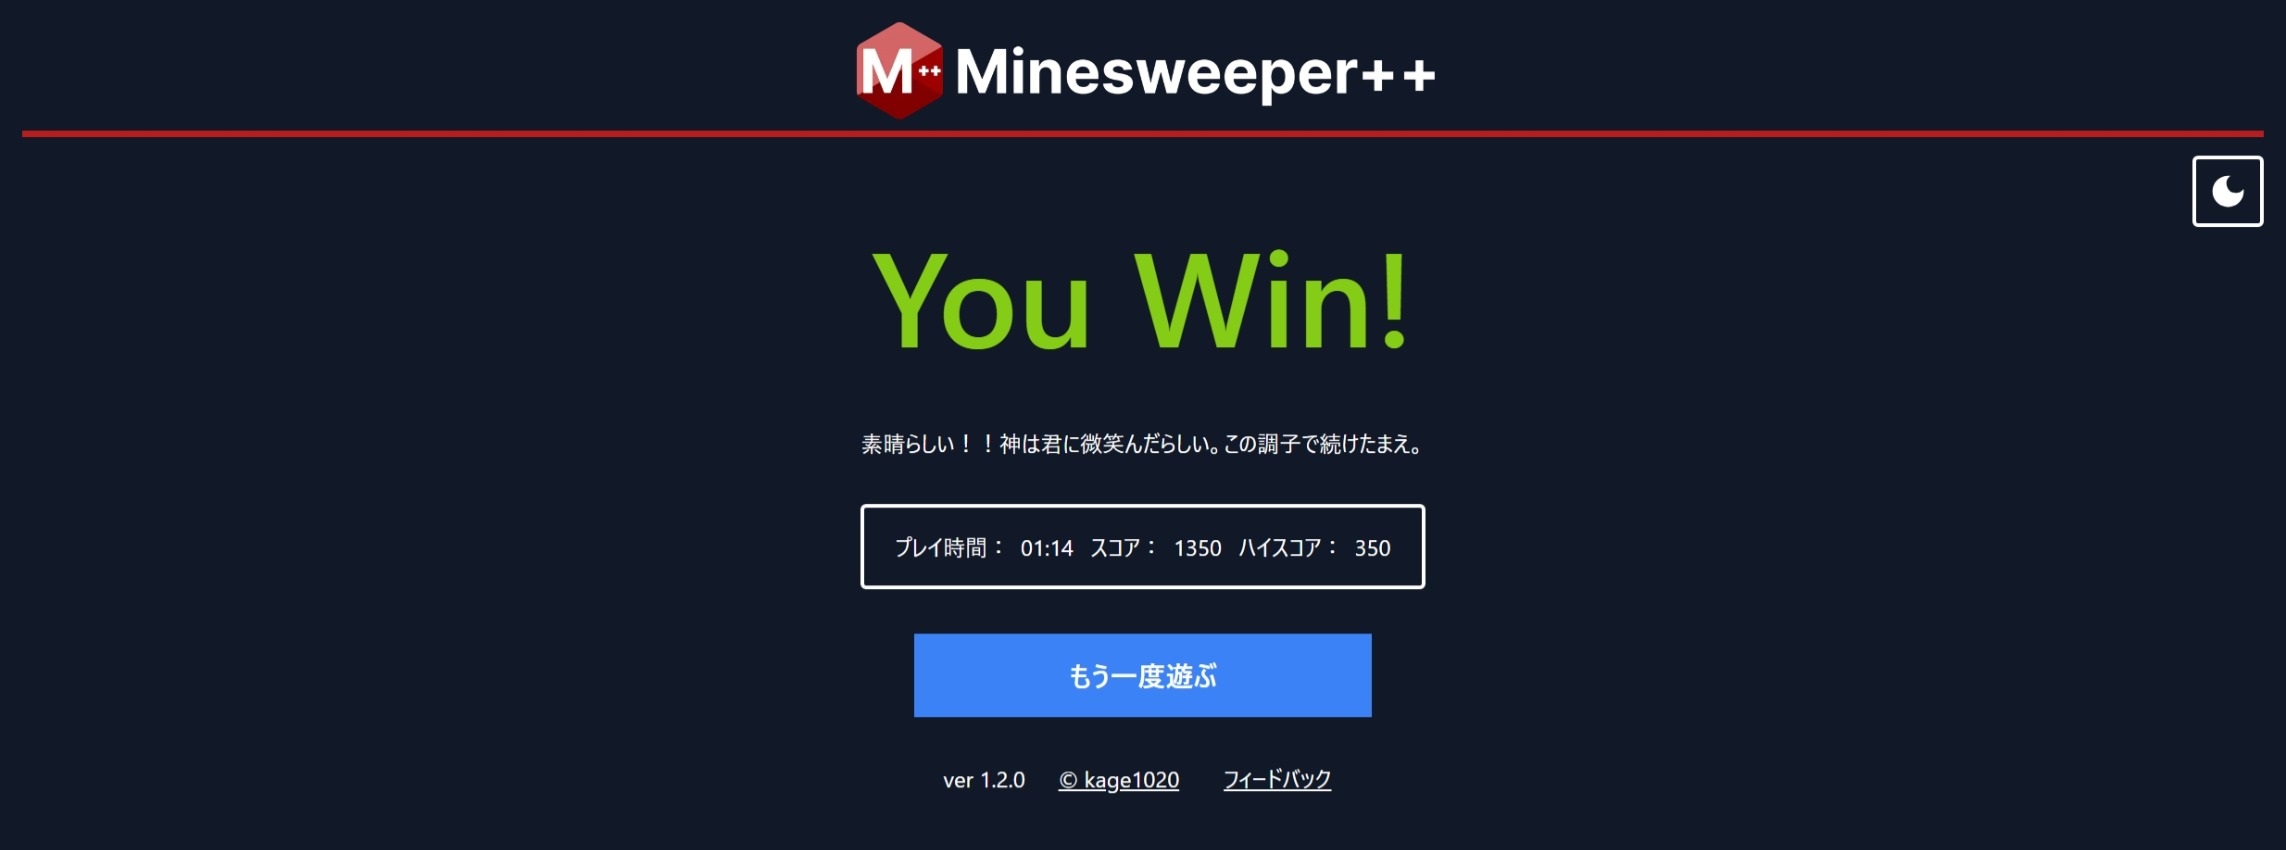 M++ Minesweeper++
You Win!
素晴らしい！！神は君に微笑んだらしい。この調子で続けたまえ。
プレイ時間： 01:14 スコア： 1350 ハイスコア： 350
もう一度遊ぶ
ver 1.2.0 © kage1020 フィードバック